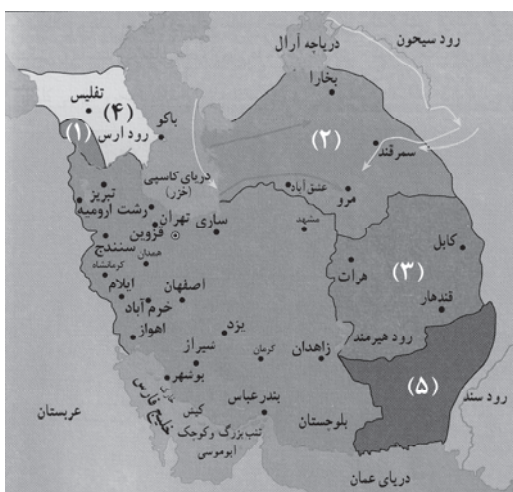 دریاچه آرال
رود سیحون
بخارا
تفلیس
(۴)
باکو
رود ارس
(۱)
(۲)
سمرقند
دریای کاسپی
(خزر)
عشق آباد
مرو
تبریز
رشت ارومیه
تهران
ساری
مشهد
قزوین
کابل
سنندج
همدان
هرات
(۳)
کرمانشاه
ایلام
اصفهان
قندهار
خرم آباد
اهواز
یزد
رود هیرمند
شیراز
کرمان
زاهدان
بوشهر
(۵)
رود سند
خارک
بندرعباس
عربستان
خلیج فارس
کیش
بلوچستان
تنب بزرگ وکوچک
ابوموسی
دریای عمان